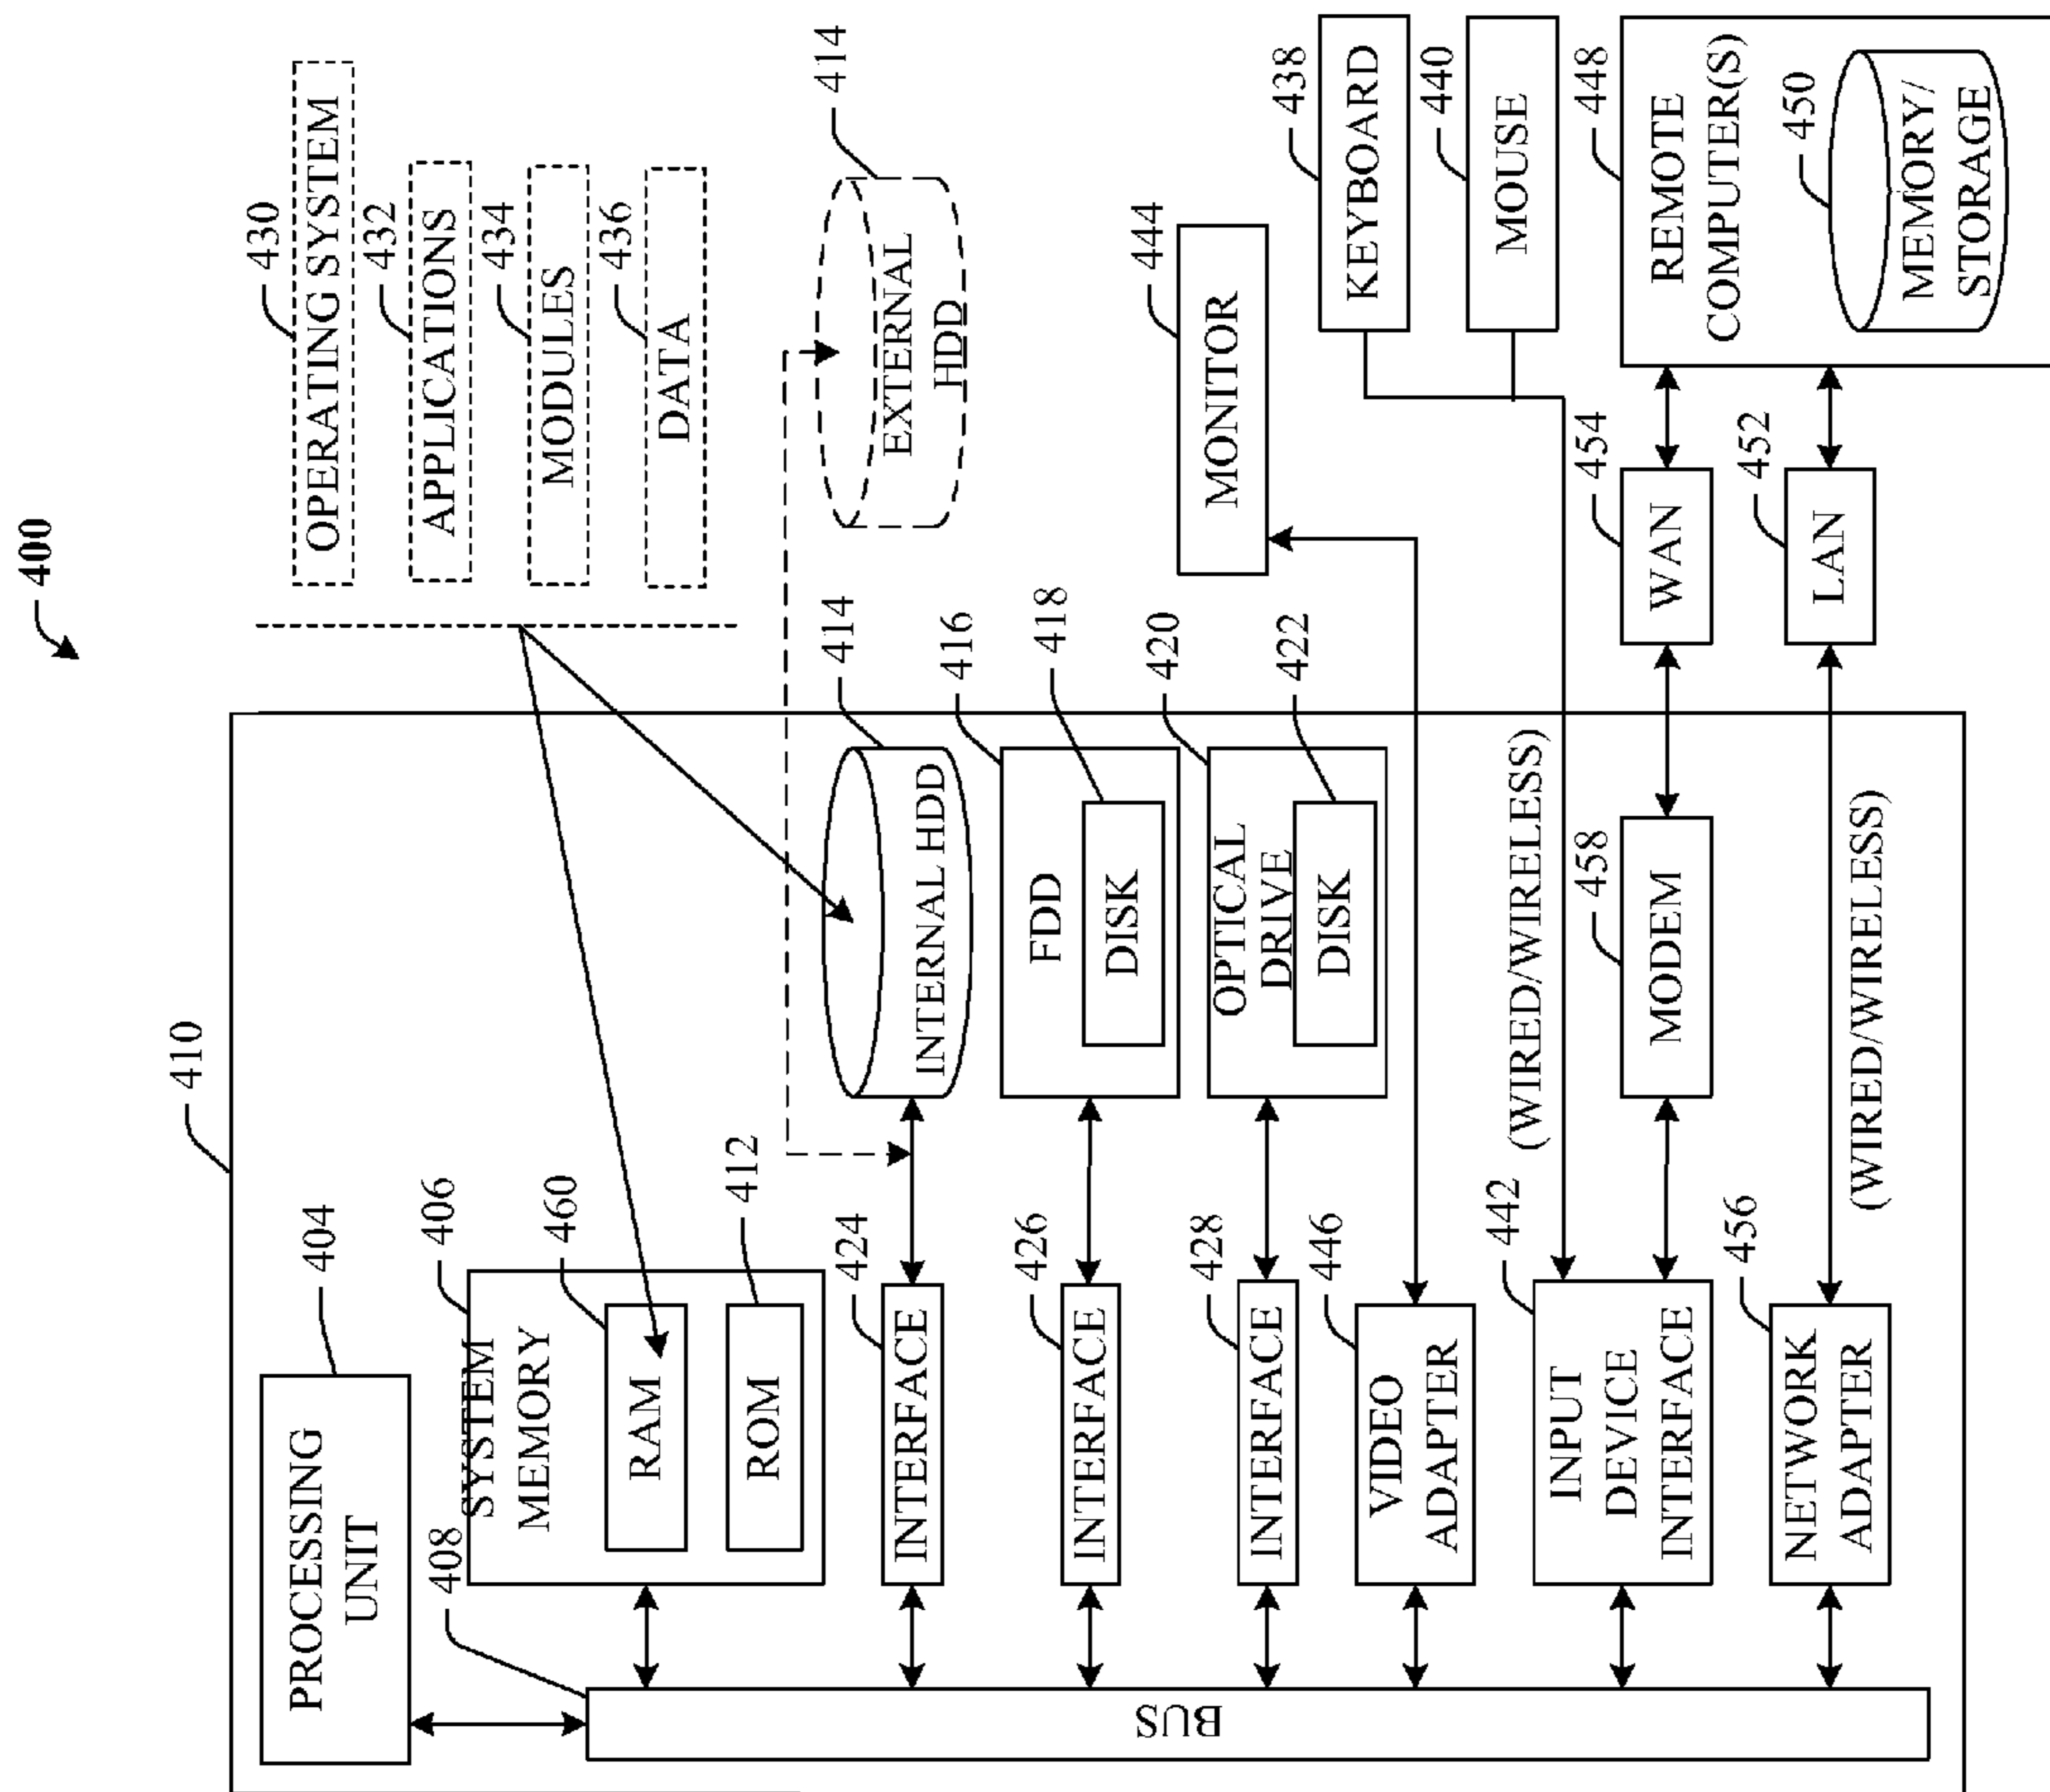 400
410
404
PROCESSING
UNIT
408
406
SYSTEM
MEMORY
460
RAM
412
ROM
430
OPERATING SYSTEM
432
APPLICATIONS
434
MODULES
436
DATA
424
INTERFACE
414
INTERNAL HDD
414
EXTERNAL
HDD
426
INTERFACE
416
FDD
418
DISK
428
INTERFACE
420
OPTICAL
DRIVE
422
DISK
BUS
446
VIDEO
ADAPTER
444
MONITOR
438
KEYBOARD
440
MOUSE
442
INPUT
DEVICE
INTERFACE
(WIRED/WIRELESS)
458
MODEM
454
WAN
448
REMOTE
COMPUTER(S)
450
MEMORY/
STORAGE
456
NETWORK
ADAPTER
(WIRED/WIRELESS)
452
LAN